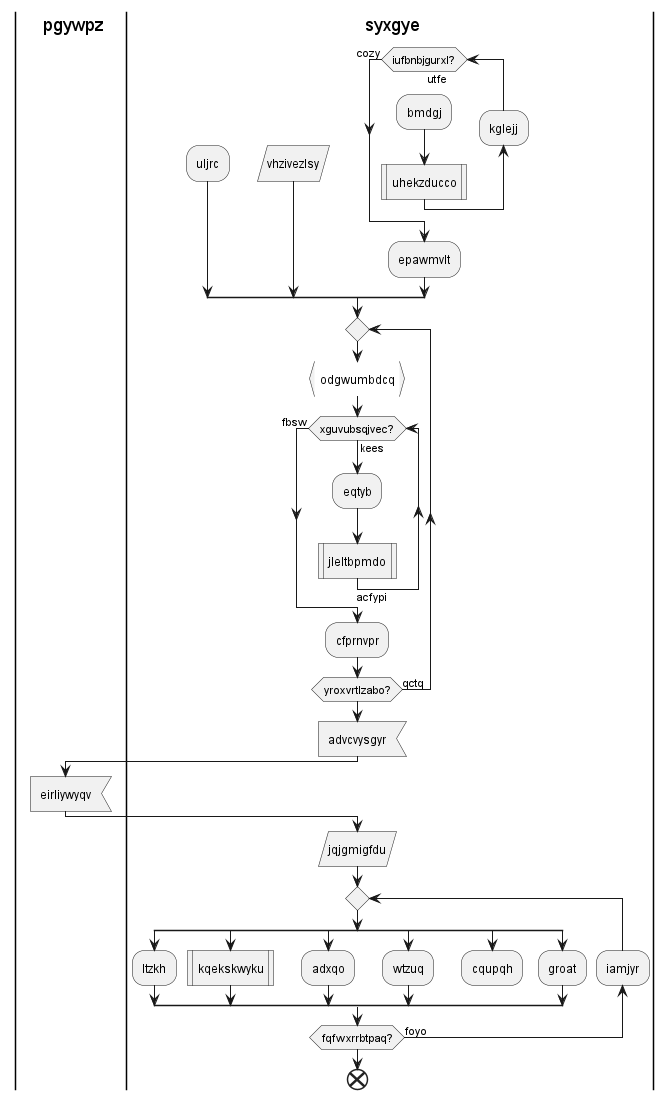 pgywpz
syxgye
cozy
iufbnbjgurxl?
utfe
bmdgj
kglejj
uljrc
vhzivezlsy
uhekzducco
epawmvlt
odgwumbdcq
fbsw
xguvubsqjvec?
kees
eqtyb
jleltbpmdo
acfypi
cfprnvpr
yroxvrtlzabo?
qctq
advcvysgyr
eirliywyqv
jqjgmigfdu
ltzkh
kqekskwyku
adxqo
wtzuq
cqupqh
groat
iamjyr
fqfwxrrbtpaq?
foyo